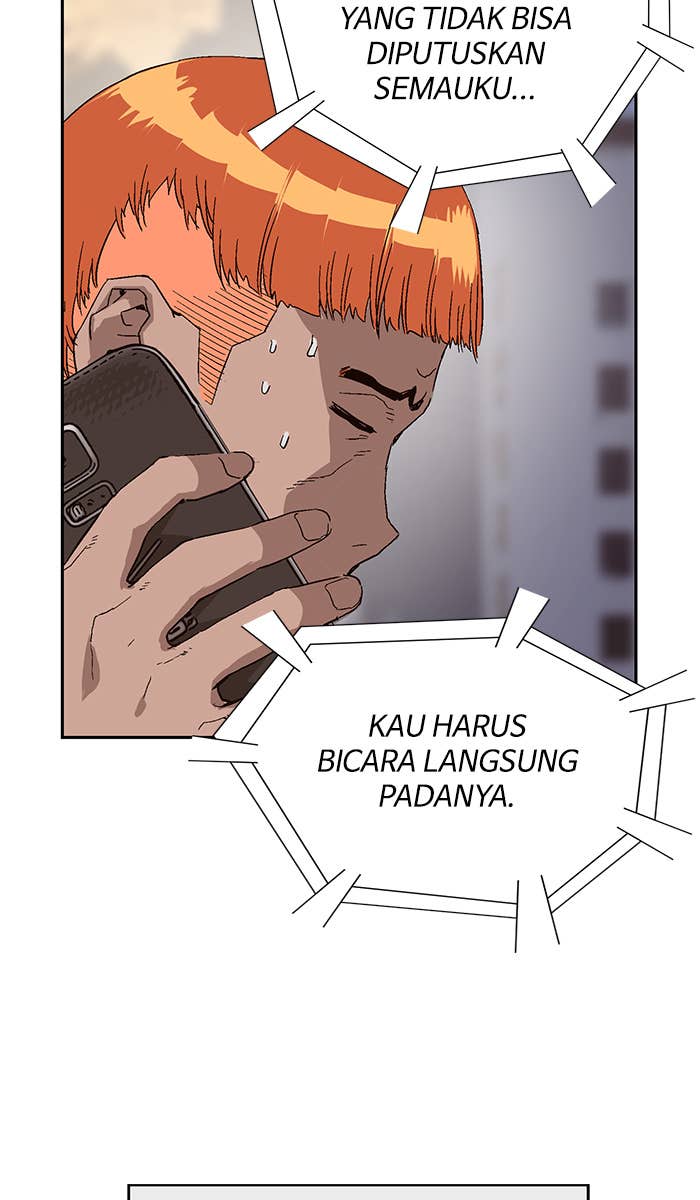 YANG TIDAK BISA
DIPUTUSKAN
SEMAUKU...
KAU HARUS
BICARA LANGSUNG
PADANYA.